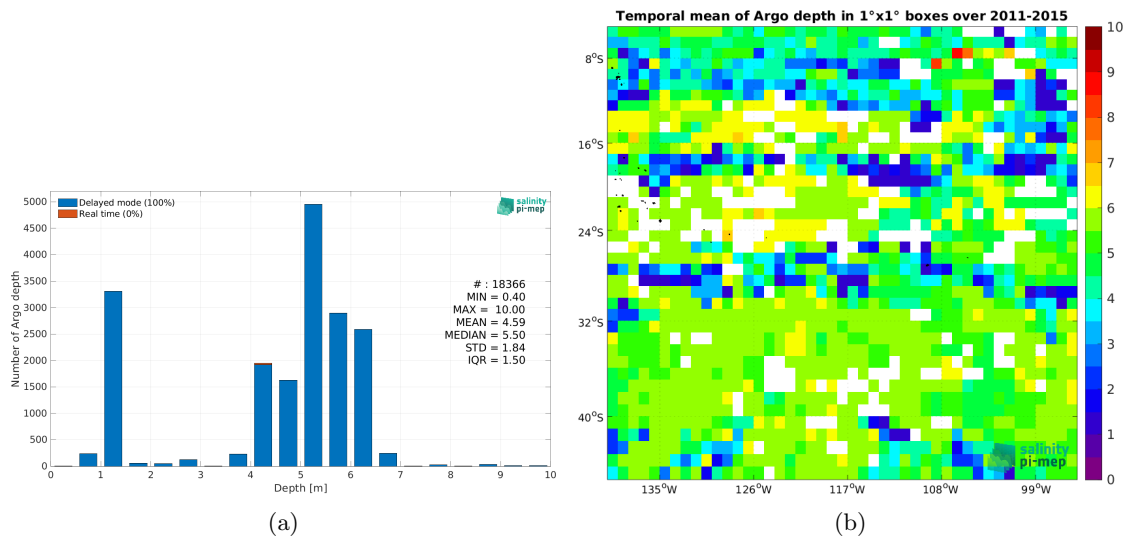 Temporal mean of Argo depth in 1°x1° boxes over 2011-2015
Delayed mode (100%)
Real time (0%)
salinity
pi-mep
5000
4500
4000
3500
3000
2500
2000
1500
1000
500
0
Number of Argo depth
# : 18366
MIN = 0.40
MAX = 10.00
MEAN = 4.59
MEDIAN = 5.50
STD = 1.84
IQR = 1.50
0 1 2 3 4 5 6 7 8 9 10
Depth [m]
(a)
8°S
16°S
24°S
32°S
40°S
135°W 126°W 117°W 108°W 99°W
salinity
pi-mep
10
9
8
7
6
5
4
3
2
1
0
(b)